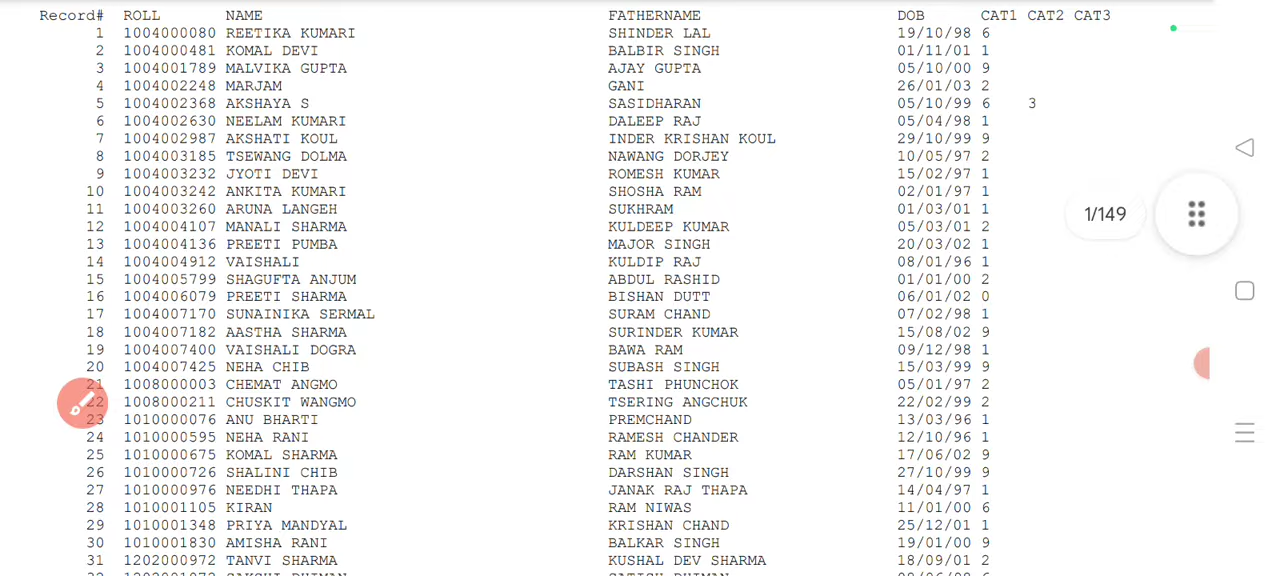 Record# ROLL NAME FATHERNAME DOB CAT1 CAT2 CAT3
1 1004000080 REETIKA KUMARI SHINDER LAL 19/10/98 6
2 1004000481 KOMAL DEVI BALBIR SINGH 01/11/01 1
3 1004001789 MALVIKA GUPTA AJAY GUPTA 05/10/00 9
4 1004002248 MARJAM GANI 26/01/03 2
5 1004002368 AKSHAYA S SASIDHARAN 05/10/99 6 3
6 1004002630 NEELAM KUMARI DALEEP RAJ 05/04/98 1
7 1004002987 AKSHATI KOUL INDER KRISHAN KOUL 29/10/99 9
8 1004003185 TSEWANG DOLMA NAWANG DORJEY 10/05/97 2
9 1004003232 JYOTI DEVI ROMESH KUMAR 15/02/97 1
10 1004003242 ANKITA KUMARI SHOSHA RAM 02/01/97 1
11 1004003260 ARUNA LANGEH SUKHRAM 01/03/01 1
12 1004004107 MANALI SHARMA KULDEEP KUMAR 05/03/01 2
13 1004004136 PREETI PUMBA MAJOR SINGH 20/03/02 1
14 1004004912 VAISHALI KULDIP RAJ 08/01/96 1
15 1004005799 SHAGUFTA ANJUM ABDUL RASHID 01/01/00 2
16 1004006079 PREETI SHARMA BISHAN DUTT 06/01/02 0
17 1004007170 SUNAINIKA SERMAL SURAM CHAND 07/02/98 1
18 1004007182 AASTHA SHARMA SURINDER KUMAR 15/08/02 9
19 1004007400 VAISHALI DOGRA BAWA RAM 09/12/98 1
20 1004007425 NEHA CHIB SUBASH SINGH 15/03/99 9
21 1008000003 CHEMAT ANGMO TASHI PHUNCHOK 05/01/97 2
22 1008000211 CHUSKIT WANGMO TSERING ANGCHUK 22/02/99 2
23 1010000076 ANU BHARTI PREMCHAND 13/03/96 1
24 1010000595 NEHA RANI RAMESH CHANDER 12/10/96 1
25 1010000675 KOMAL SHARMA RAM KUMAR 17/06/02 9
26 1010000726 SHALINI CHIB DARSHAN SINGH 27/10/99 9
27 1010000976 NEEDHI THAPA JANAK RAJ THAPA 14/04/97 1
28 1010001105 KIRAN RAM NIWAS 11/01/00 6
29 1010001348 PRIYA MANDYAL KRISHAN CHAND 25/12/01 1
30 1010001830 AMISHA RANI BALKAR SINGH 19/01/00 9
31 1202000972 TANVI SHARMA KUSHAL DEV SHARMA 18/09/01 2
1/149